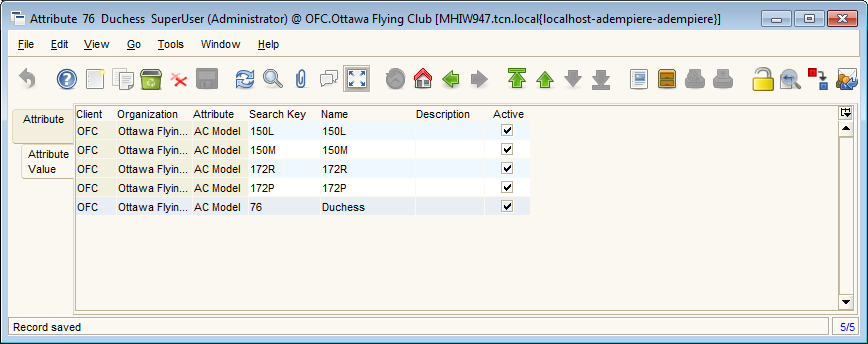 Attribute 76 Duchess SuperUser (Administrator) @ OFC.Ottawa Flying Club [MHIW947.tcn.local{localhost-adempiere-adempiere}]
File Edit View Go Tools Window Help
Attribute
Attribute Value
Client Organization Attribute Search Key Name Description Active
OFC Ottawa Flyin... AC Model 150L 150L
OFC Ottawa Flyin... AC Model 150M 150M
OFC Ottawa Flyin... AC Model 172R 172R
OFC Ottawa Flyin... AC Model 172P 172P
OFC Ottawa Flyin... AC Model 76 Duchess
Record saved 5/5